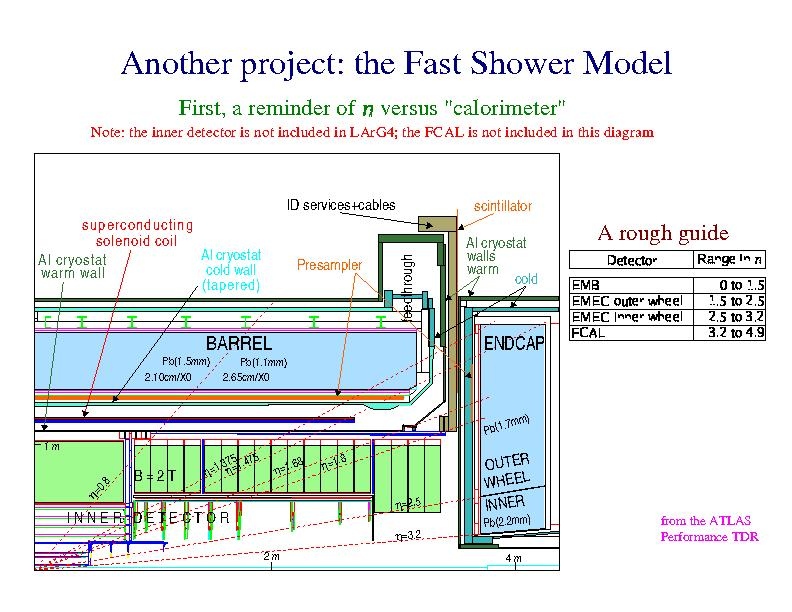 Another project: the Fast Shower Model
First, a reminder of η versus "calorimeter"
Note: the inner detector is not included in LArG4; the FCAL is not included in this diagram
ID services+cables
scintillator
superconducting
solenoid coil
Al cryostat
warm wall
Al cryostat
cold wall
(tapered)
Presampler
feedthrough
Al cryostat
walls
warm
cold
BARREL
Pb(1.5mm) Pb(1.1mm)
2.10cm/X0 2.65cm/X0
ENDCAP
Pb(1.7mm)
OUTER
WHEEL
INNER
Pb(2.2mm)
1 m
η=0.8
B = 2 T
η=1.375
η=1.475
η=1.68
η=1.8
η=2.5
η=3.2
INNER DETECTOR
2 m
4 m
A rough guide
Detector Range in η
EMB 0 to 1.5
EMEC outer wheel 1.5 to 2.5
EMEC inner wheel 2.5 to 3.2
FCAL 3.2 to 4.9
from the ATLAS
Performance TDR